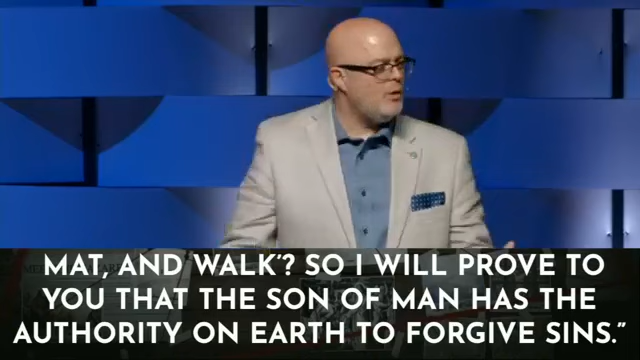 MAT, AND WALK'? SO I WILL PROVE TO
YOU THAT THE SON OF MAN HAS THE
AUTHORITY ON EARTH TO FORGIVE SINS.”